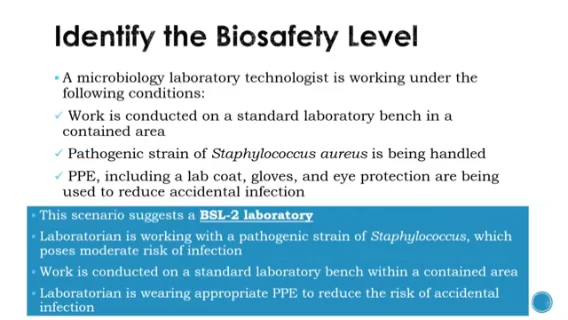 Identify the Biosafety Level
▪ A microbiology laboratory technologist is working under the
following conditions:
✓ Work is conducted on a standard laboratory bench in a
contained area
✓ Pathogenic strain of Staphylococcus aureus is being handled
✓ PPE, including a lab coat, gloves, and eye protection are being
used to reduce accidental infection
▪ This scenario suggests a BSL-2 laboratory
▪ Laboratorian is working with a pathogenic strain of Staphylococcus, which
poses moderate risk of infection
▪ Work is conducted on a standard laboratory bench within a contained area
▪ Laboratorian is wearing appropriate PPE to reduce the risk of accidental
infection